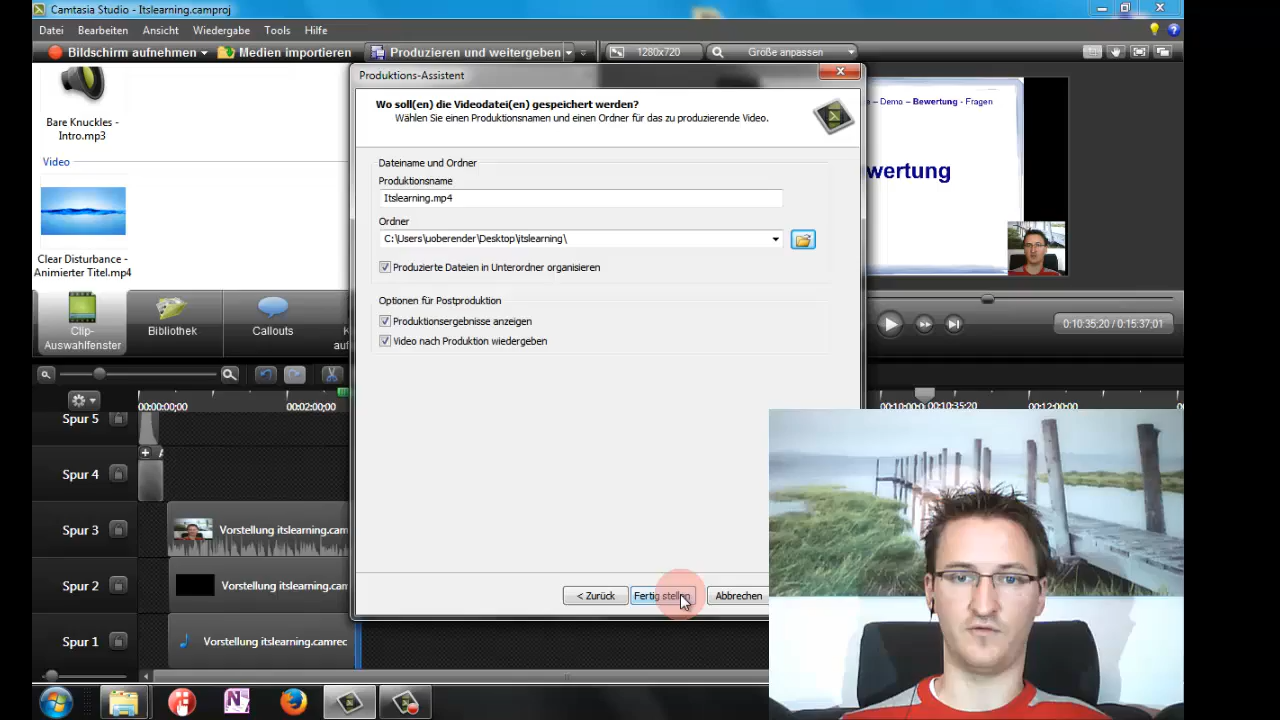 Camtasia Studio - Itslearning.camproj
Datei Bearbeiten Ansicht Wiedergabe Tools Hilfe
Bildschirm aufnehmen Medien importieren Produzieren und weitergeben 1280x720 Größe anpassen
Produktions-Assistent
Wo soll(en) die Videodatei(en) gespeichert werden?
Wählen Sie einen Produktionsnamen und einen Ordner für das zu produzierende Video.
– Demo – Bewertung - Fragen
Bare Knuckles -
Intro.mp3
Video
Dateiname und Ordner
Produktionsname
Itslearning.mp4
wertung
Ordner
C:\Users\uoberender\Desktop\itslearning\
Clear Disturbance -
Animierter Titel.mp4
Produzierte Dateien in Unterordner organisieren
Optionen für Postproduktion
Produktionsergebnisse anzeigen
Video nach Produktion wiedergeben
Clip-
Auswahlfenster
Bibliothek
Callouts
K
auf
0:10:35;20 / 0:15:37;01
00:00:00;00 00:02:00;00
00:10:00;0 00:10:35;20 00:12:00;00
Spur 5
Spur 4
Spur 3
Vorstellung itslearning.cam
Spur 2
Vorstellung itslearning.cam
Spur 1
Vorstellung itslearning.camrec
< Zurück Fertig stellen Abbrechen